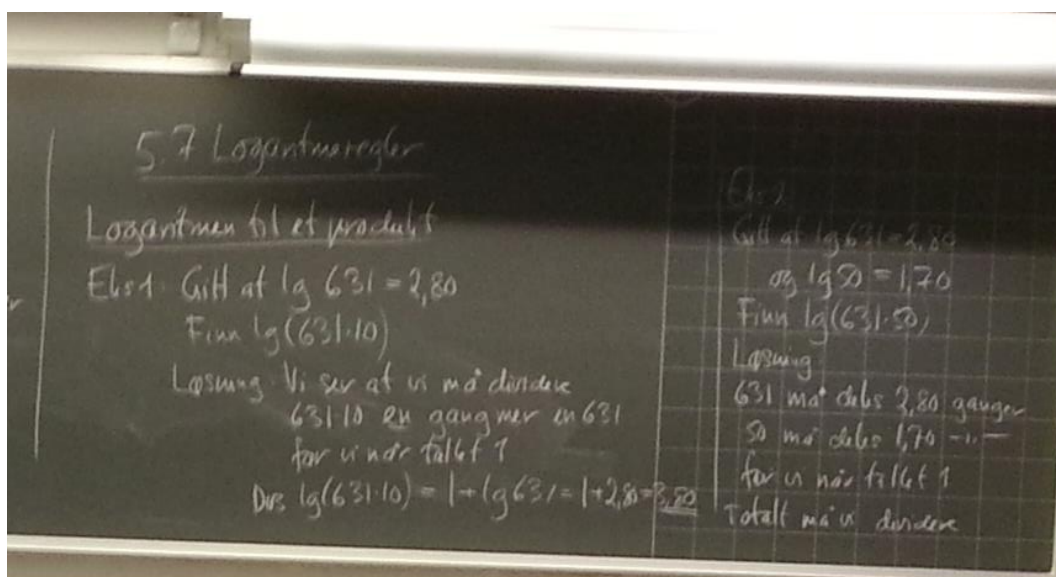 5.7 Logaritmeregler
Logaritmen til et produkt
Eks 1: Gitt at lg 631 = 2,80
Finn lg(631·10)
Løsning: Vi ser at vi må dividere
631·10 en gang mer en 631
før vi når tallet 1
Dvs lg(631·10) = 1 + lg 631 = 1 + 2,80 = 3,80
Eks 2
Gitt at lg 631 = 2,80
og lg 50 = 1,70
Finn lg(631·50)
Løsning
631 må deles 2,80 ganger
50 må deles 1,70 —"—
før vi når tallet 1
Totalt må vi dividere